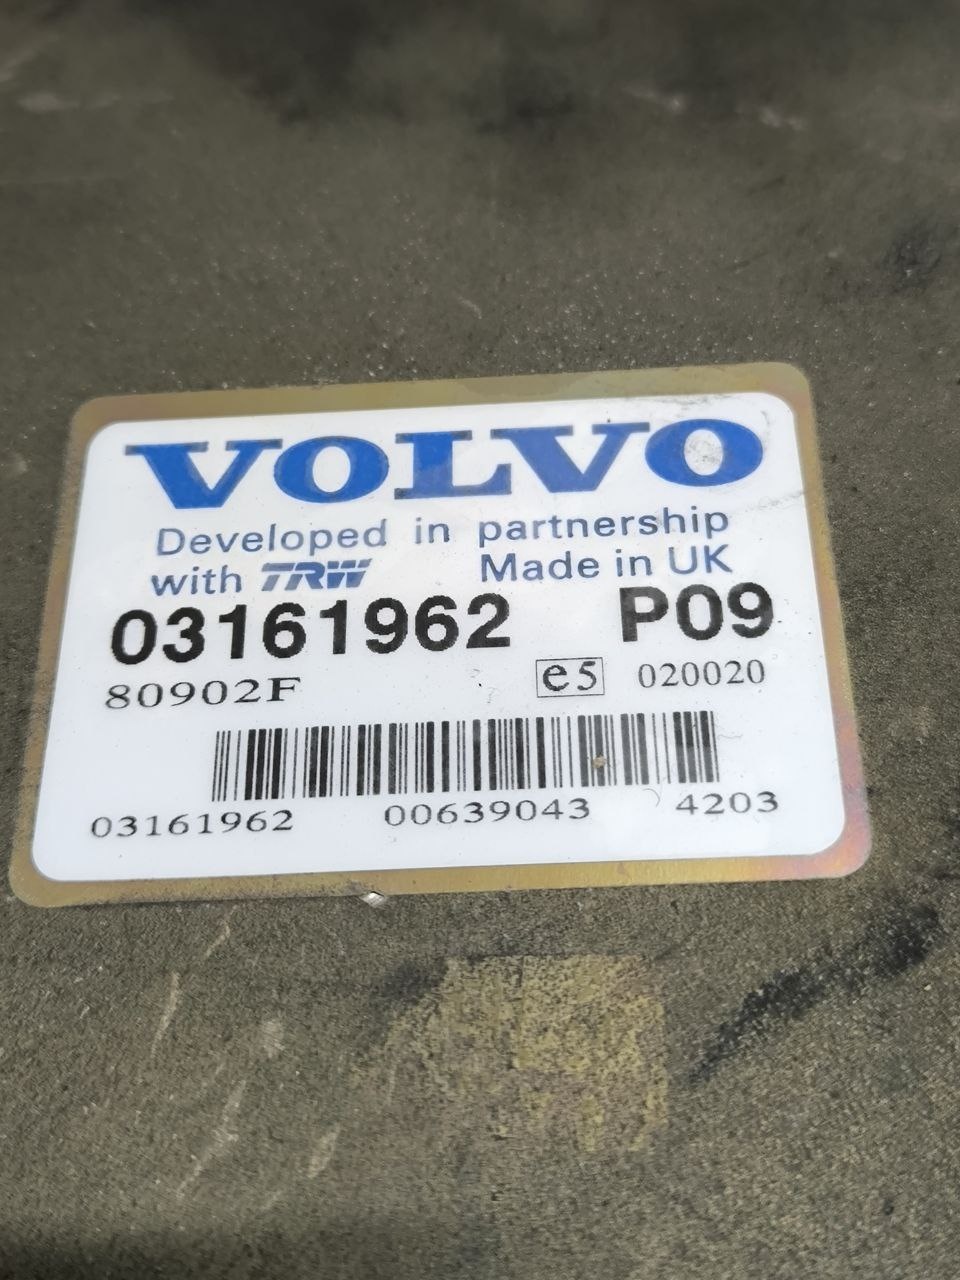 VOLVO
Developed in partnership
with TRW Made in UK
03161962 P09
80902F e5 020020
03161962 00639043 4203